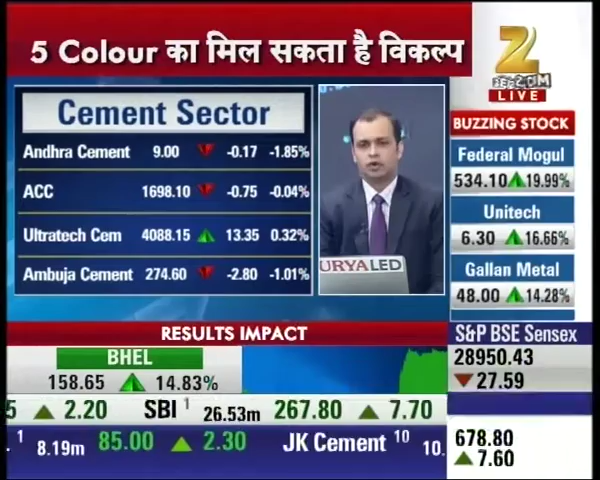 5 Colour का मिल सकता है विकल्प
LIVE
Cement Sector
Andhra Cement 9.00 -0.17 -1.85%
ACC 1698.10 -0.75 -0.04%
Ultratech Cem 4088.15 13.35 0.32%
Ambuja Cement 274.60 -2.80 -1.01%
URYALED
BUZZING STOCK
Federal Mogul
534.10 19.99%
Unitech
6.30 16.66%
Gallan Metal
48.00 14.28%
RESULTS IMPACT
BHEL
158.65 14.83%
S&P BSE Sensex
28950.43
27.59
5 2.20 SBI 1 26.53m 267.80 7.70
1 8.19m 85.00 2.30 JK Cement 10 10.
678.80
7.60